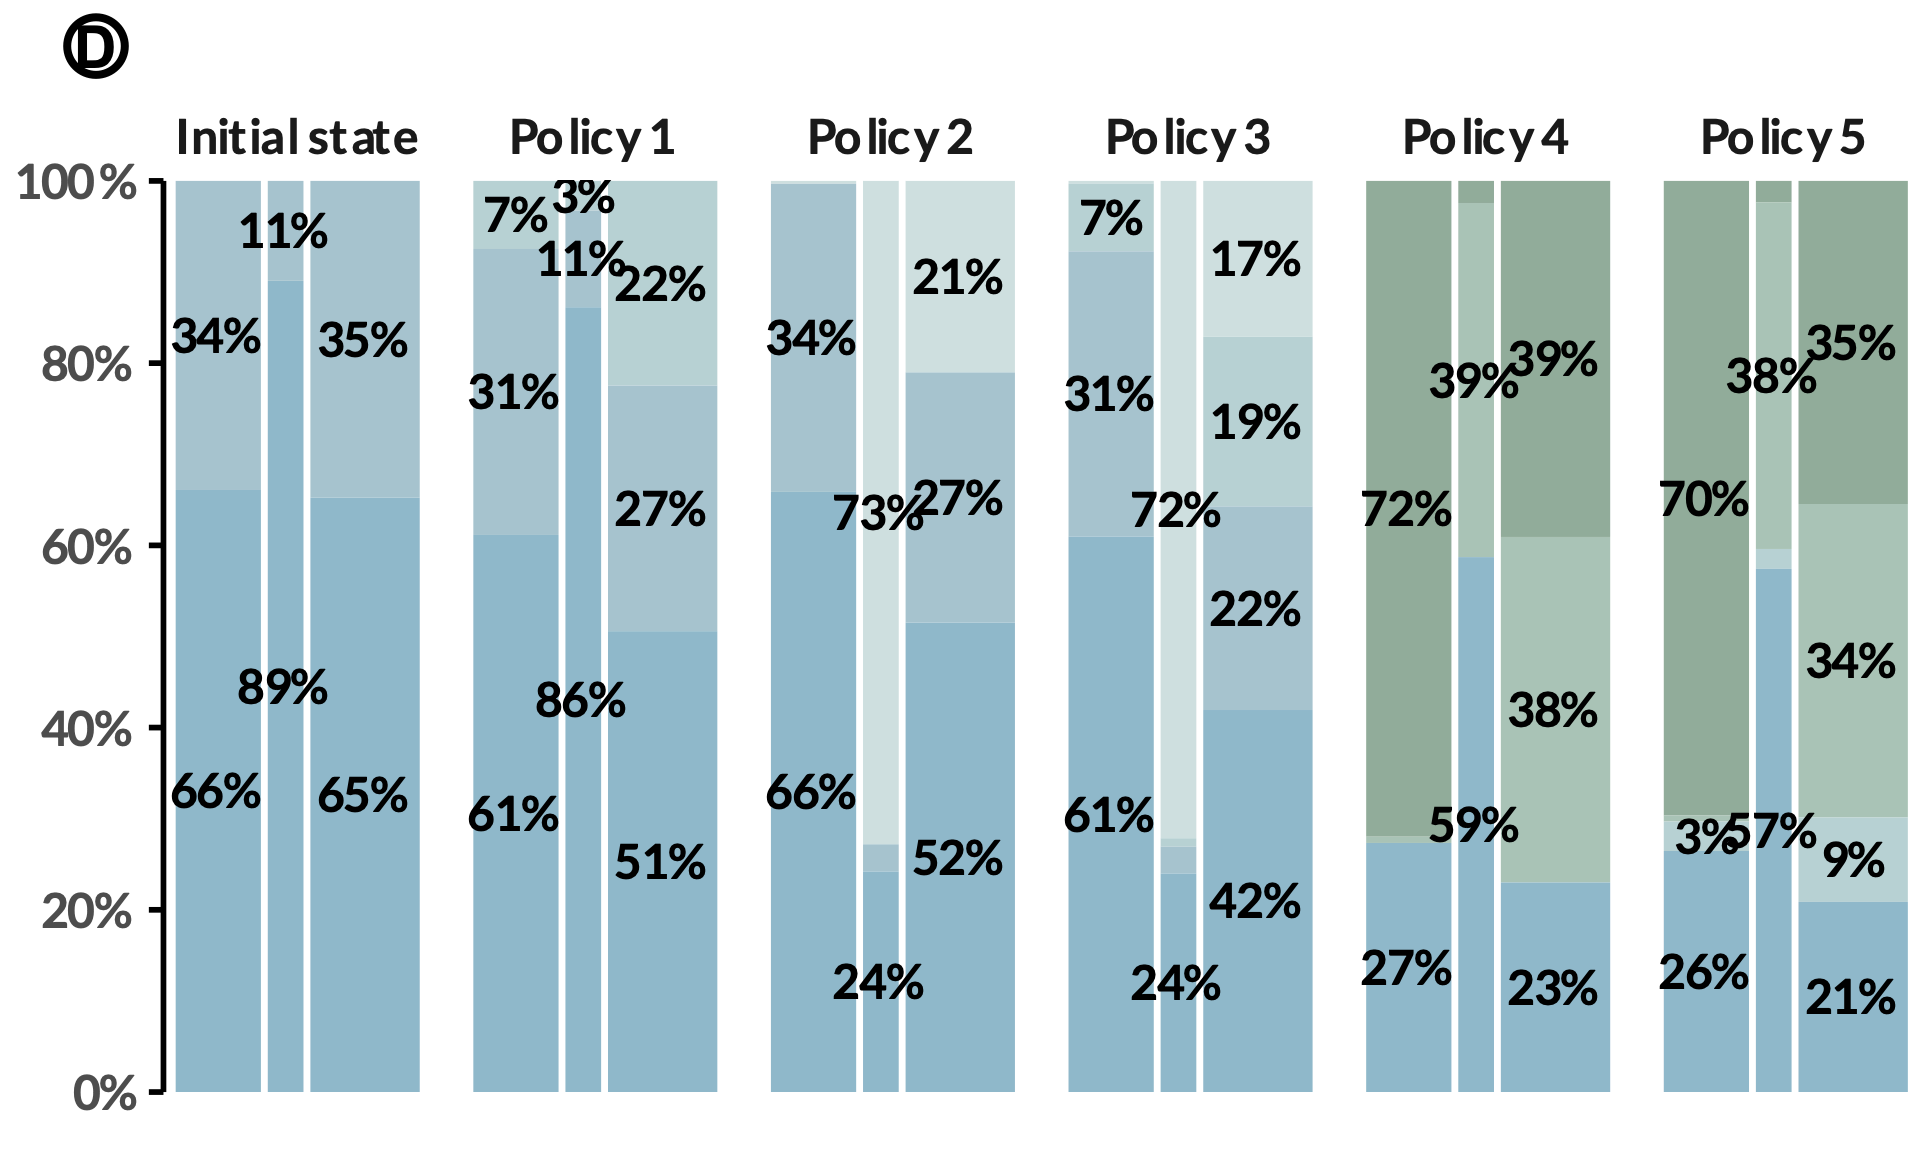 D
Initial state Policy 1 Policy 2 Policy 3 Policy 4 Policy 5
100%
80%
60%
40%
20%
0%
34% 66% 11% 89% 35% 65%
7% 31% 61% 3% 11% 86% 22% 27% 51%
34% 66% 73% 24% 21% 27% 52%
7% 31% 61% 72% 24% 17% 19% 22% 42%
72% 27% 39% 59% 39% 38% 23%
70% 3% 26% 38% 57% 35% 34% 9% 21%